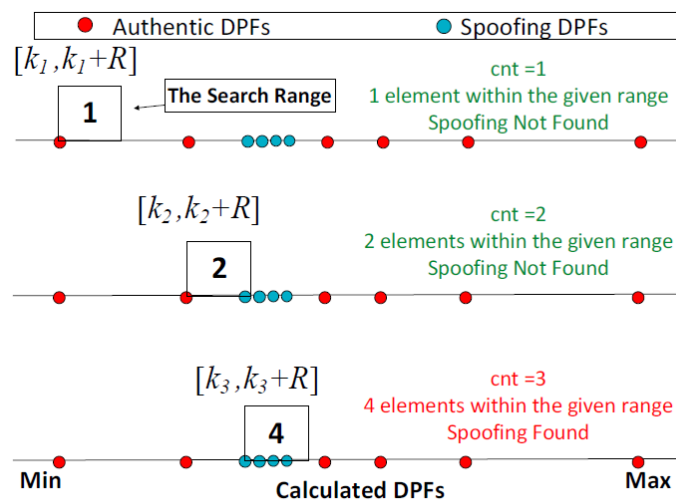 Authentic DPFs
Spoofing DPFs
[k₁,k₁+R]
1
The Search Range
cnt =1
1 element within the given range
Spoofing Not Found
[k₂,k₂+R]
2
cnt =2
2 elements within the given range
Spoofing Not Found
[k₃,k₃+R]
4
cnt =3
4 elements within the given range
Spoofing Found
Min
Calculated DPFs
Max